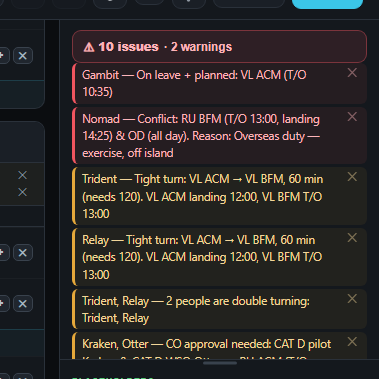 ⚠ 10 issues · 2 warnings
Gambit — On leave + planned: VL ACM (T/O
10:35)
Nomad — Conflict: RU BFM (T/O 13:00, landing
14:25) & OD (all day). Reason: Overseas duty —
exercise, off island
Trident — Tight turn: VL ACM → VL BFM, 60 min
(needs 120). VL ACM landing 12:00, VL BFM T/O
13:00
Relay — Tight turn: VL ACM → VL BFM, 60 min
(needs 120). VL ACM landing 12:00, VL BFM T/O
13:00
Trident, Relay — 2 people are double turning:
Trident, Relay
Kraken, Otter — CO approval needed: CAT D pilot